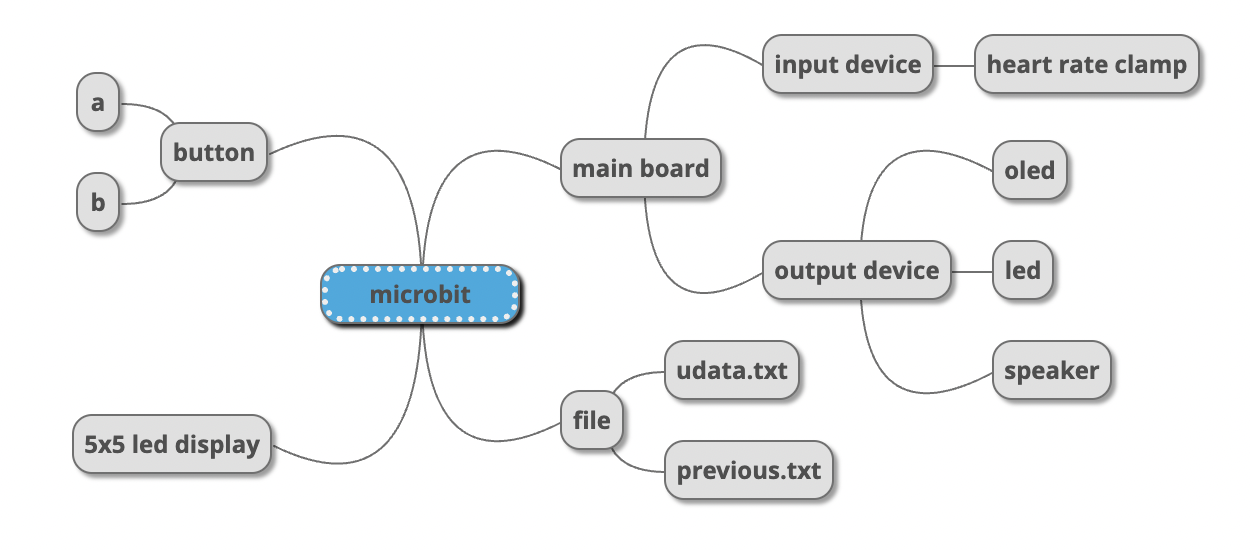 input device
heart rate clamp
a
button
main board
oled
b
output device
led
microbit
udata.txt
speaker
file
5x5 led display
previous.txt